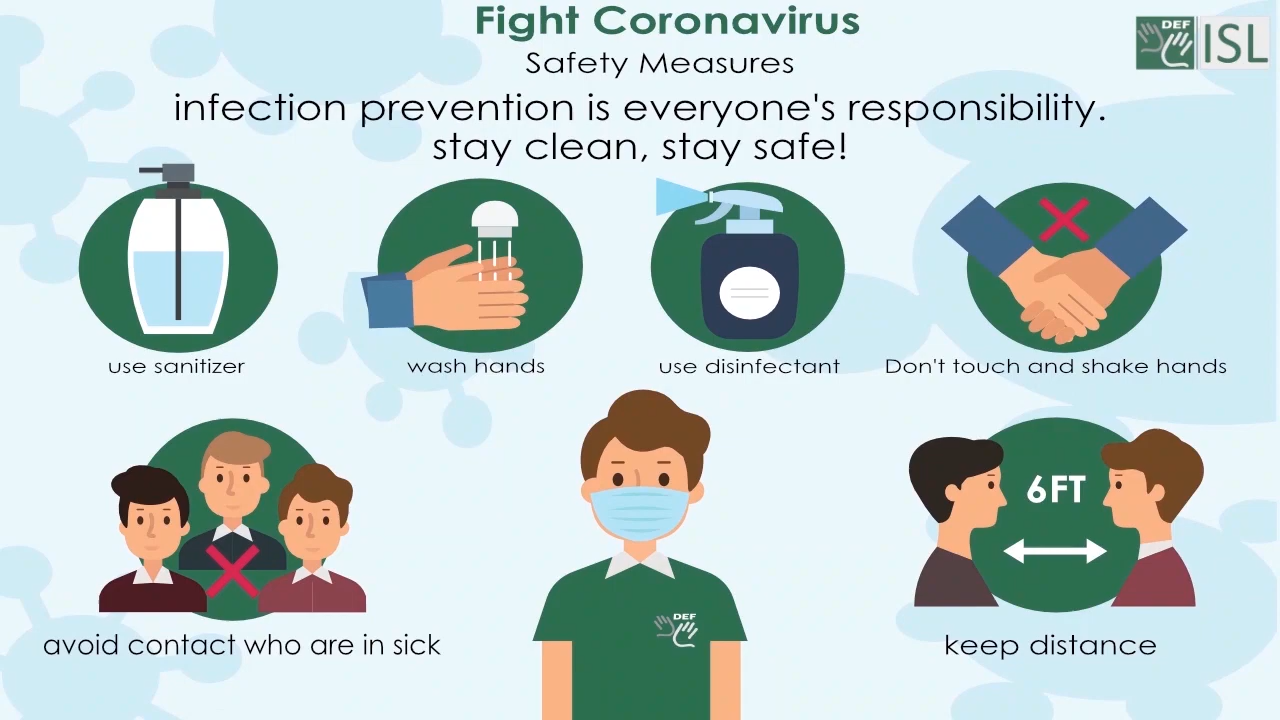 Fight Coronavirus
DEF
ISL
Safety Measures
infection prevention is everyone's responsibility.
stay clean, stay safe!
use sanitizer
wash hands
use disinfectant
Don't touch and shake hands
6FT
DEF
avoid contact who are in sick
keep distance